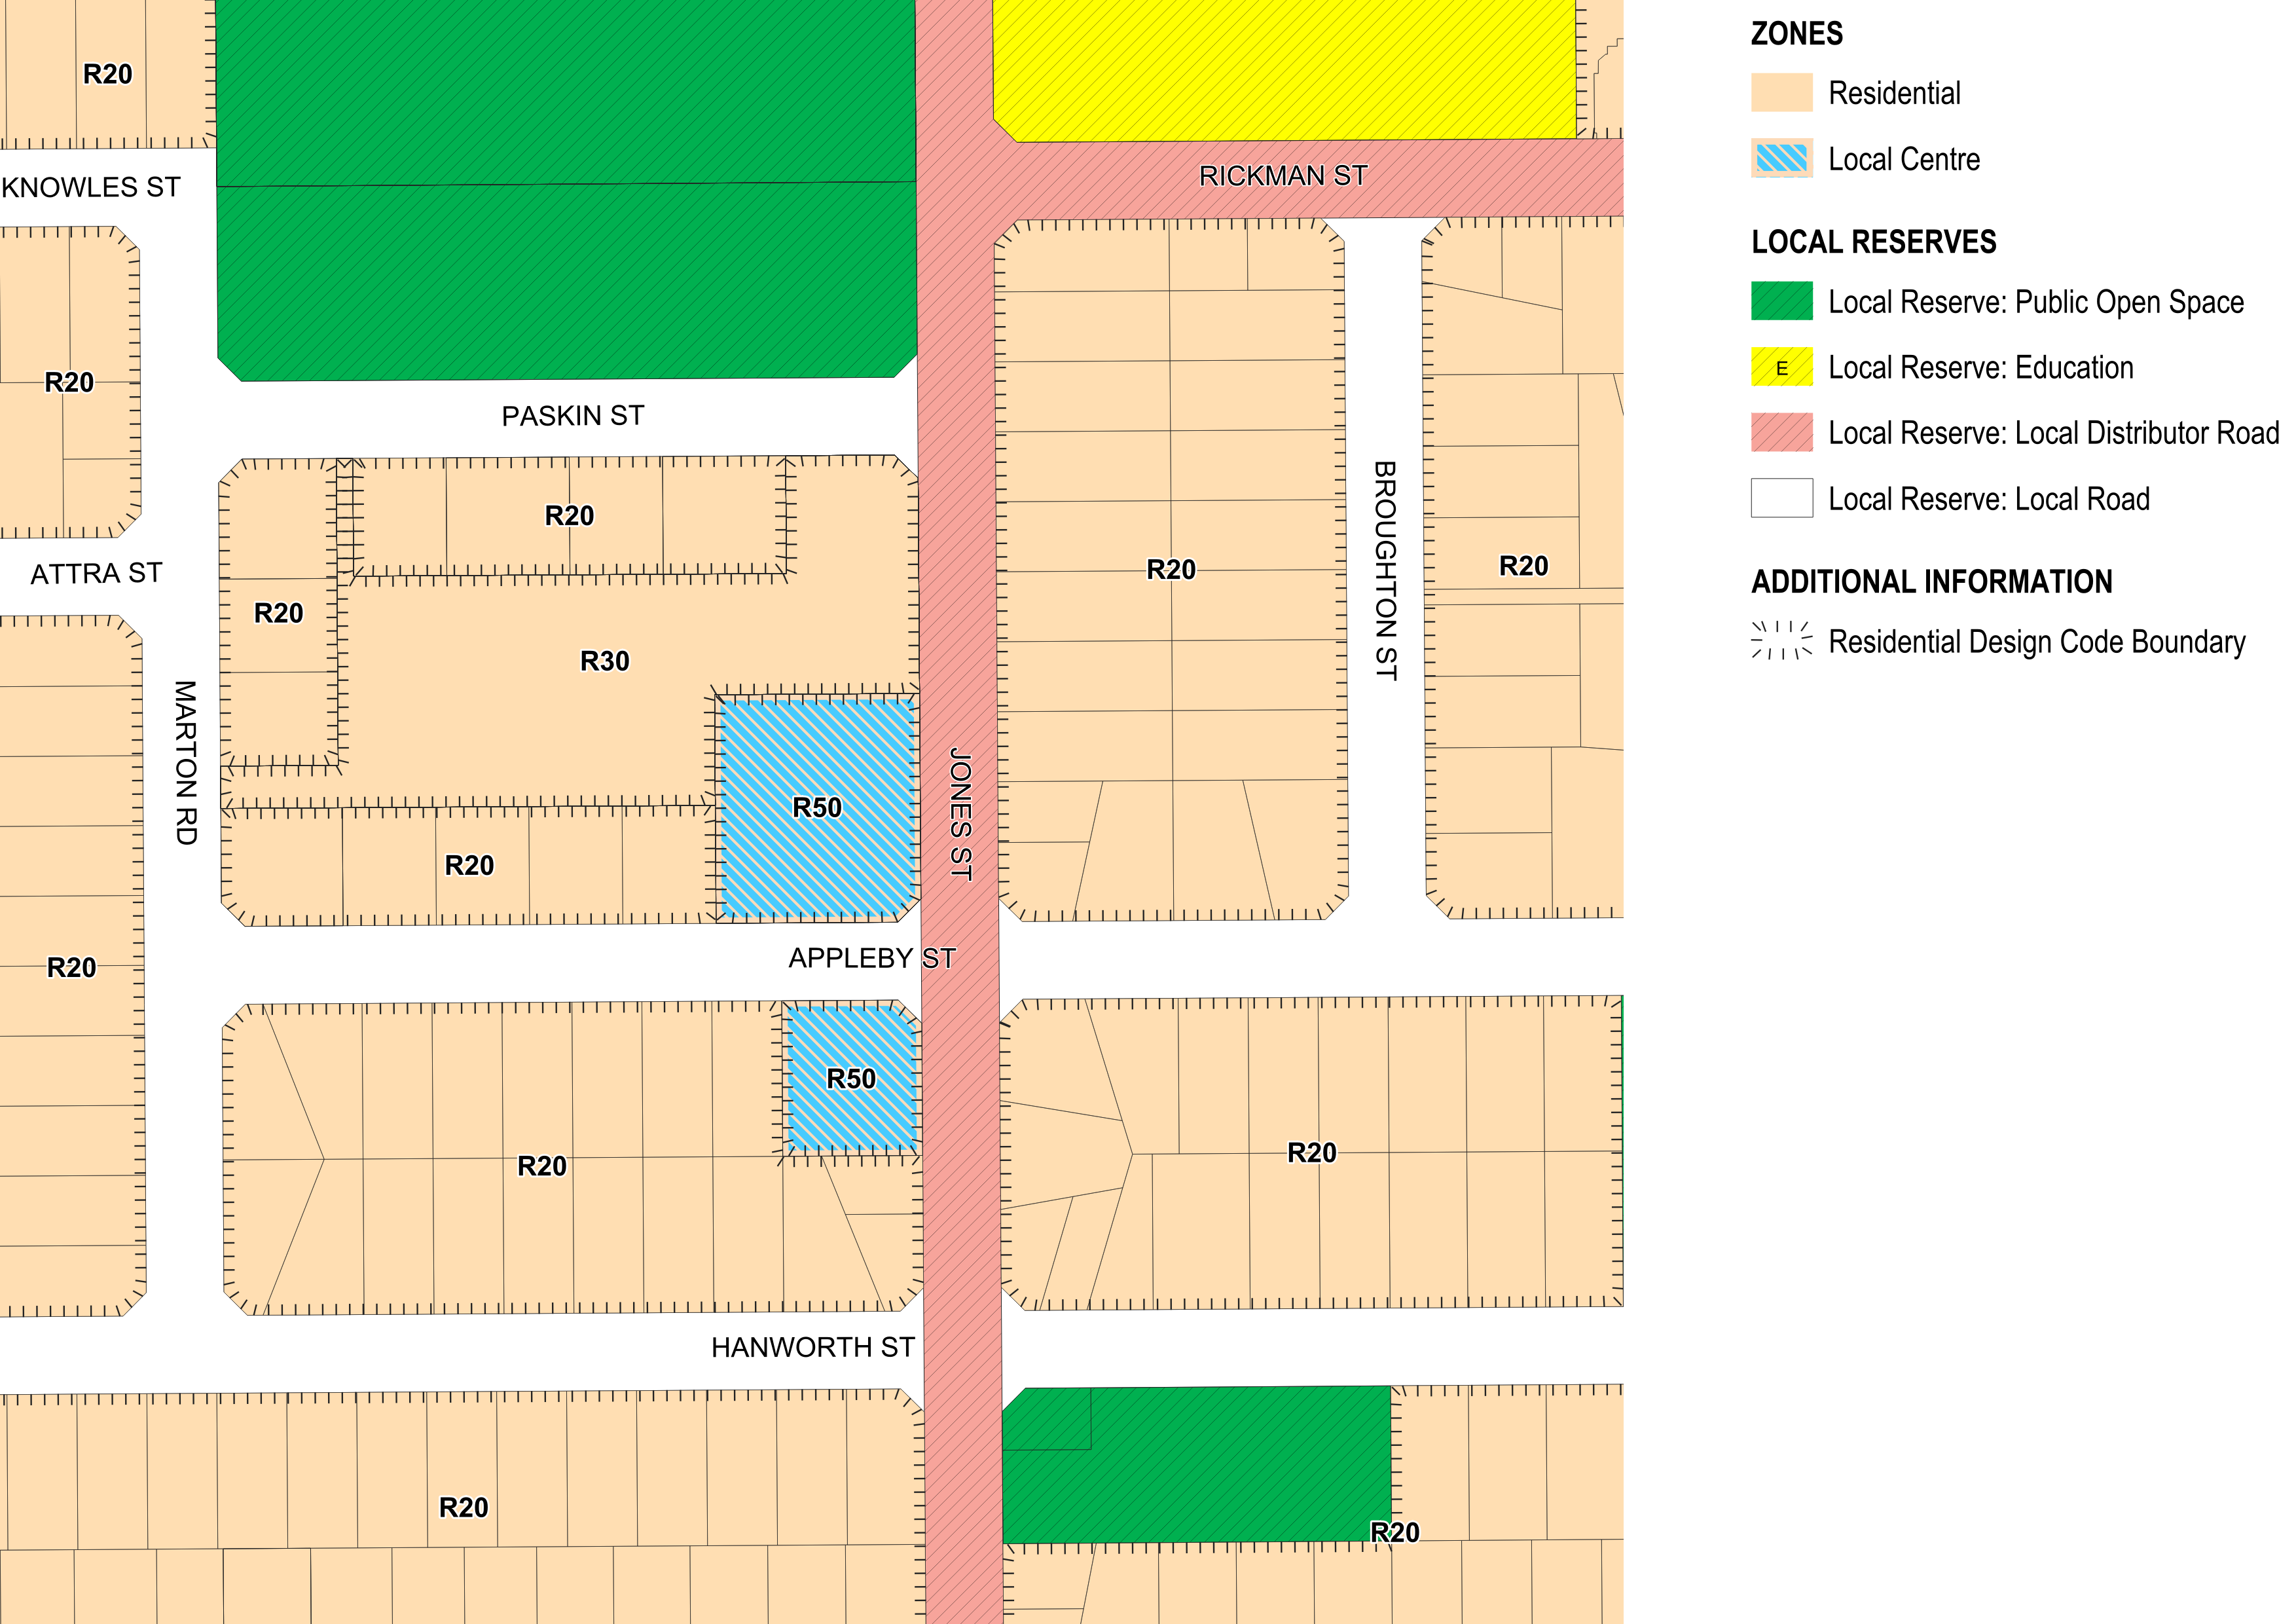 R20
KNOWLES ST
RICKMAN ST
R20
PASKIN ST
R20
BROUGHTON ST
R20
R20
ATTRA ST
R20
R30
MARTON RD
JONES ST
R50
R20
R20
APPLEBY ST
R50
R20
R20
HANWORTH ST
R20
R20
ZONES
Residential
Local Centre
LOCAL RESERVES
Local Reserve: Public Open Space
E
Local Reserve: Education
Local Reserve: Local Distributor Road
Local Reserve: Local Road
ADDITIONAL INFORMATION
Residential Design Code Boundary